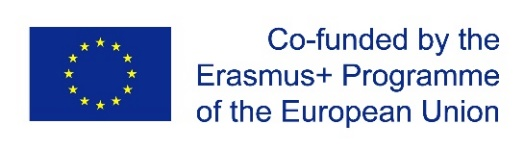 Co-funded by the
Erasmus+ Programme
of the European Union